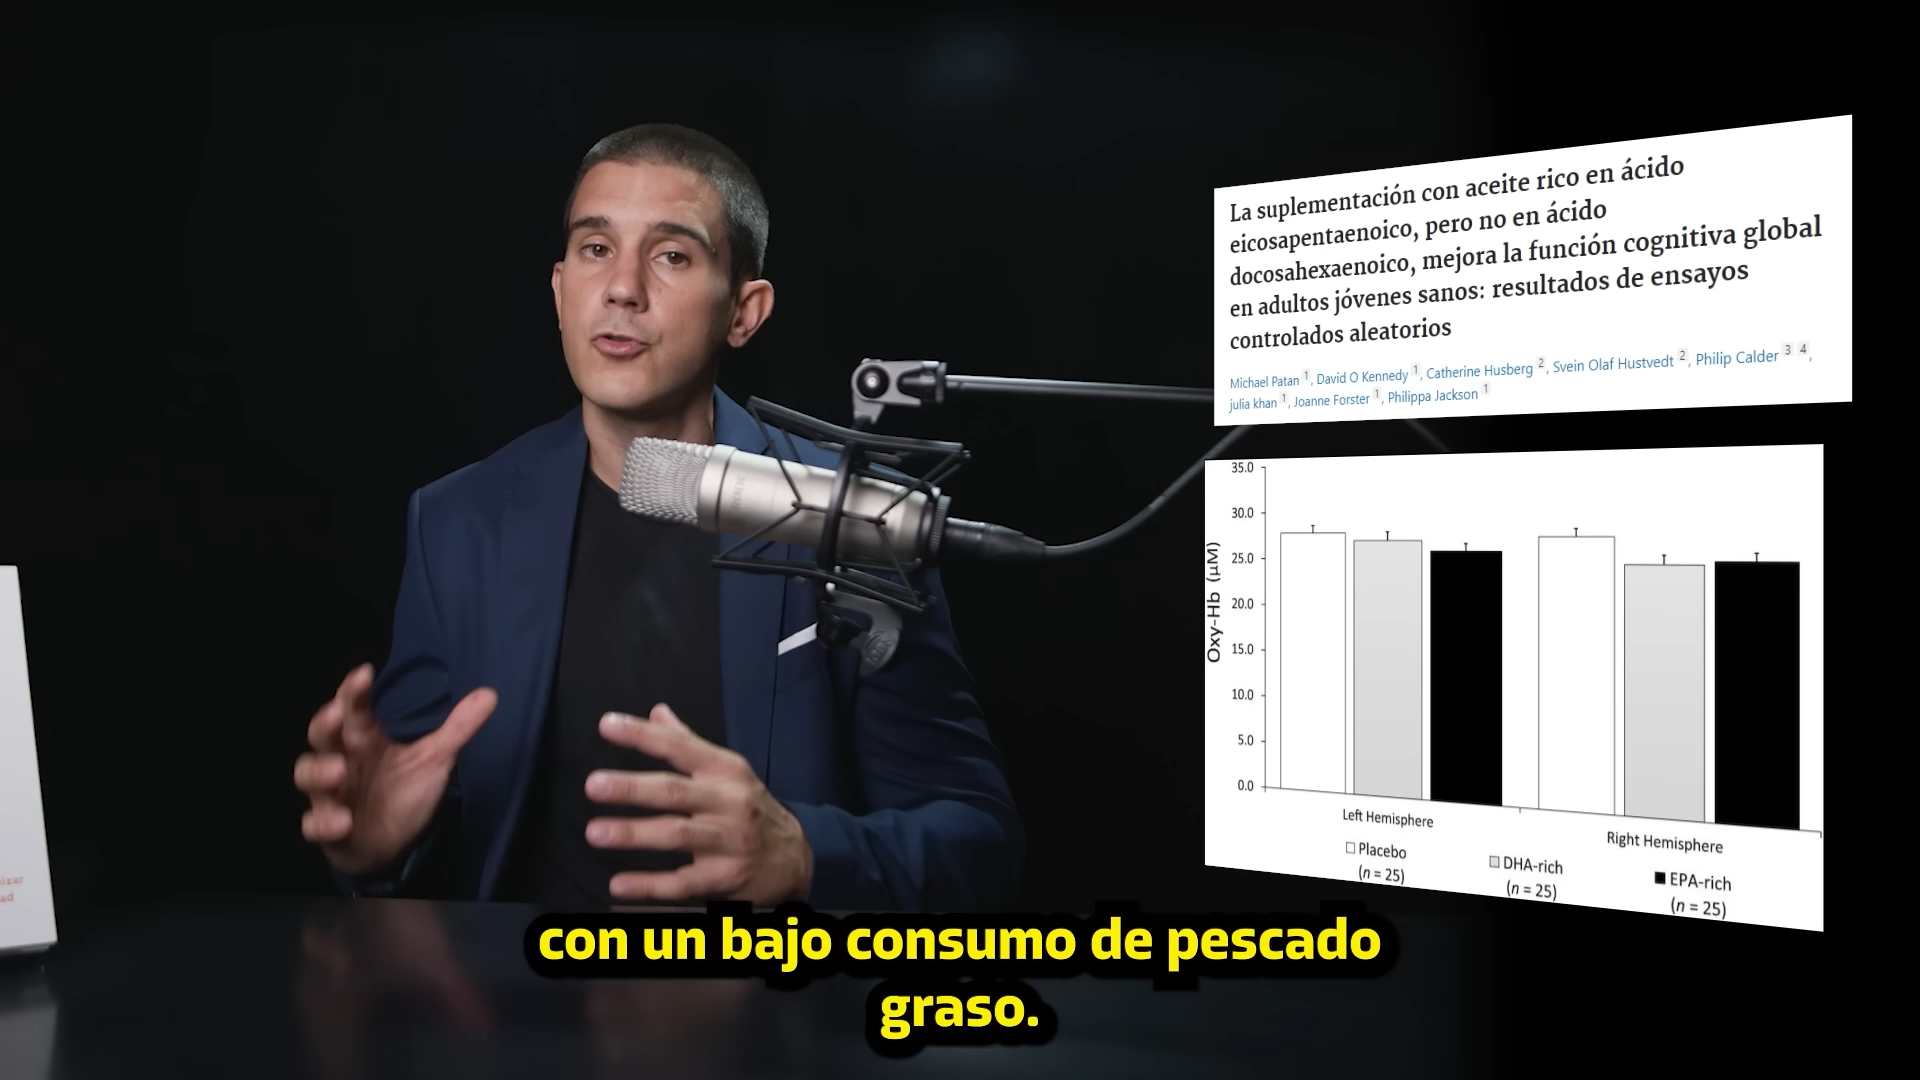 La suplementación con aceite rico en ácido
eicosapentaenoico, pero no en ácido
docosahexaenoico, mejora la función cognitiva global
en adultos jóvenes sanos: resultados de ensayos
controlados aleatorios
Michael Patan 1, David O Kennedy 1, Catherine Husberg 2, Svein Olaf Hustvedt 2, Philip Calder 3 4,
julia khan 1, Joanne Forster 1, Philippa Jackson 1
Oxy-Hb (µM)
35.0
30.0
25.0
20.0
15.0
10.0
5.0
0.0
Left Hemisphere
Right Hemisphere
Placebo
(n = 25)
DHA-rich
(n = 25)
EPA-rich
(n = 25)
con un bajo consumo de pescado
graso.